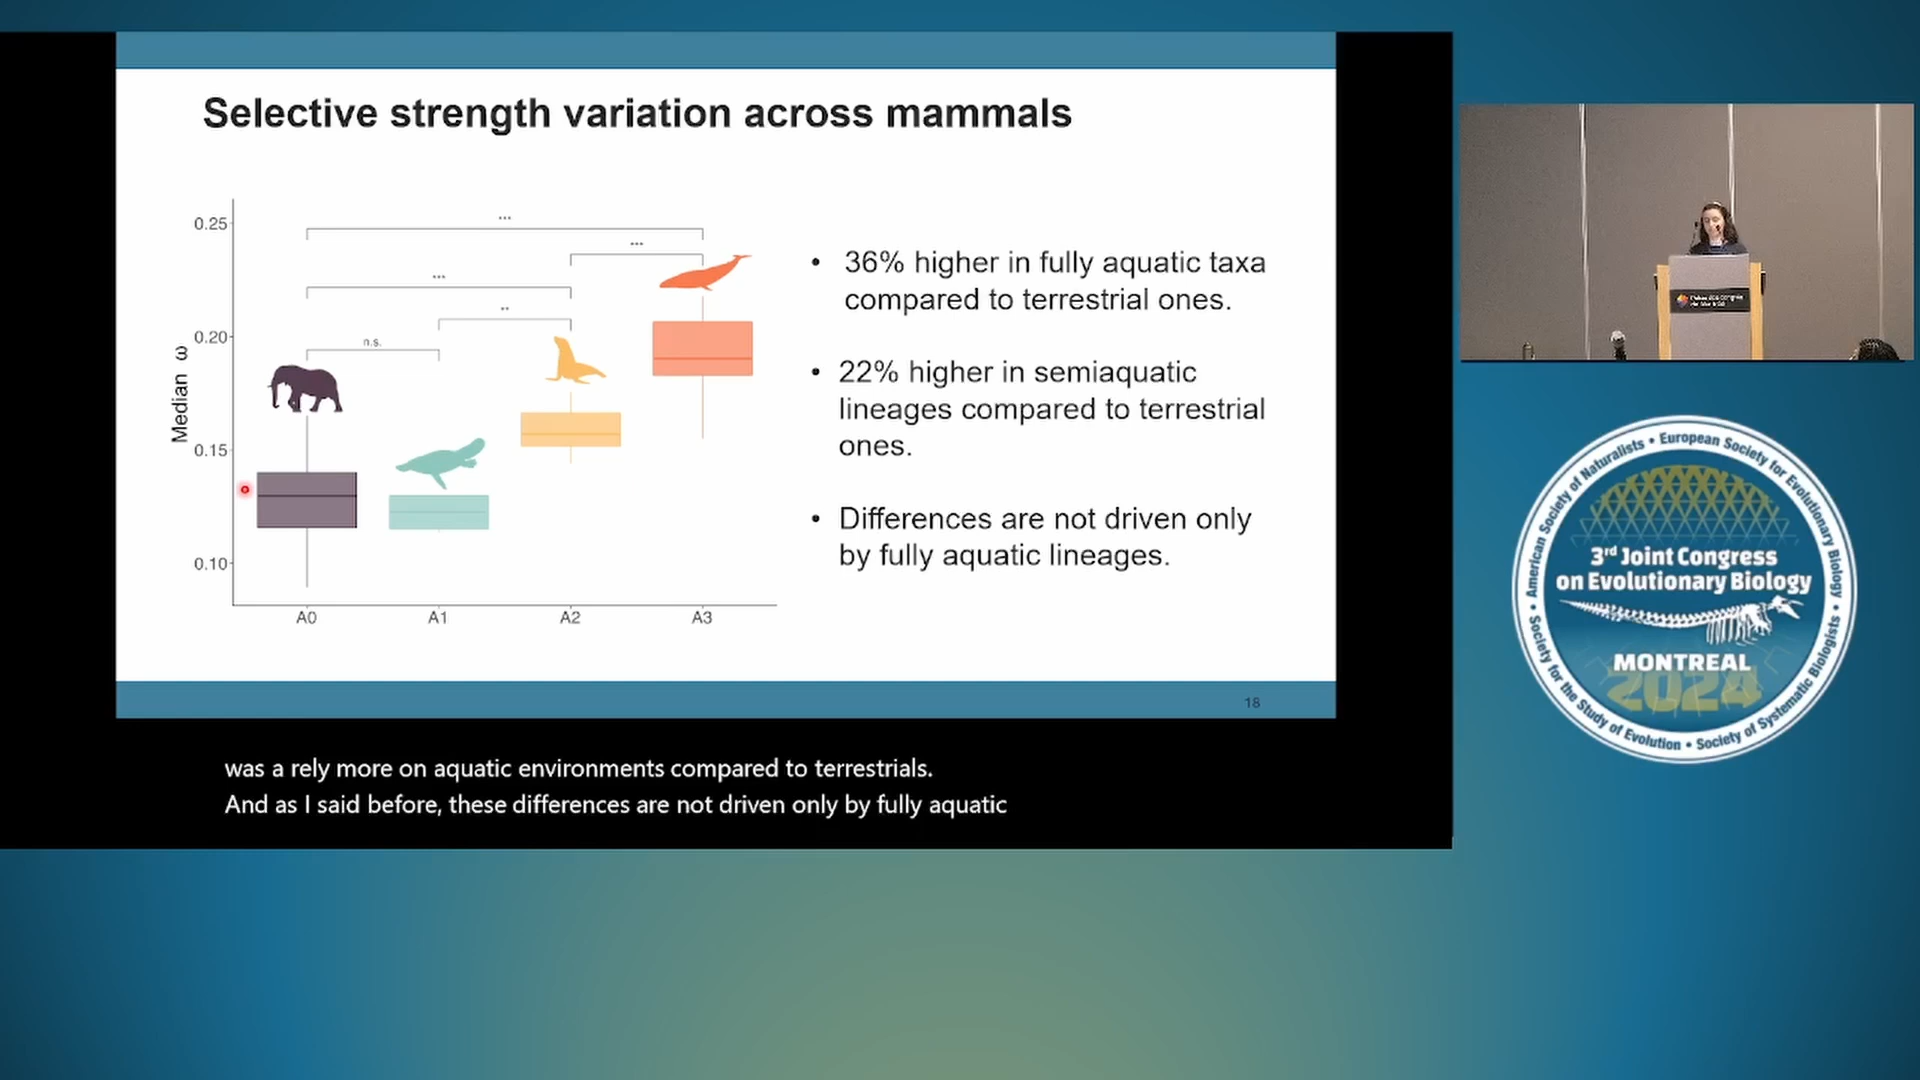 Selective strength variation across mammals
0.25
0.20
0.15
0.10
Median ω
***
***
***
**
n.s.
A0
A1
A2
A3
• 36% higher in fully aquatic taxa
compared to terrestrial ones.
• 22% higher in semiaquatic
lineages compared to terrestrial
ones.
• Differences are not driven only
by fully aquatic lineages.
18
was a rely more on aquatic environments compared to terrestrials.
And as I said before, these differences are not driven only by fully aquatic
American Society of Naturalists • European Society for Evolutionary Biology •
Society for the Study of Evolution • Society of Systematic Biologists •
3rd Joint Congress
on Evolutionary Biology
MONTREAL
2024